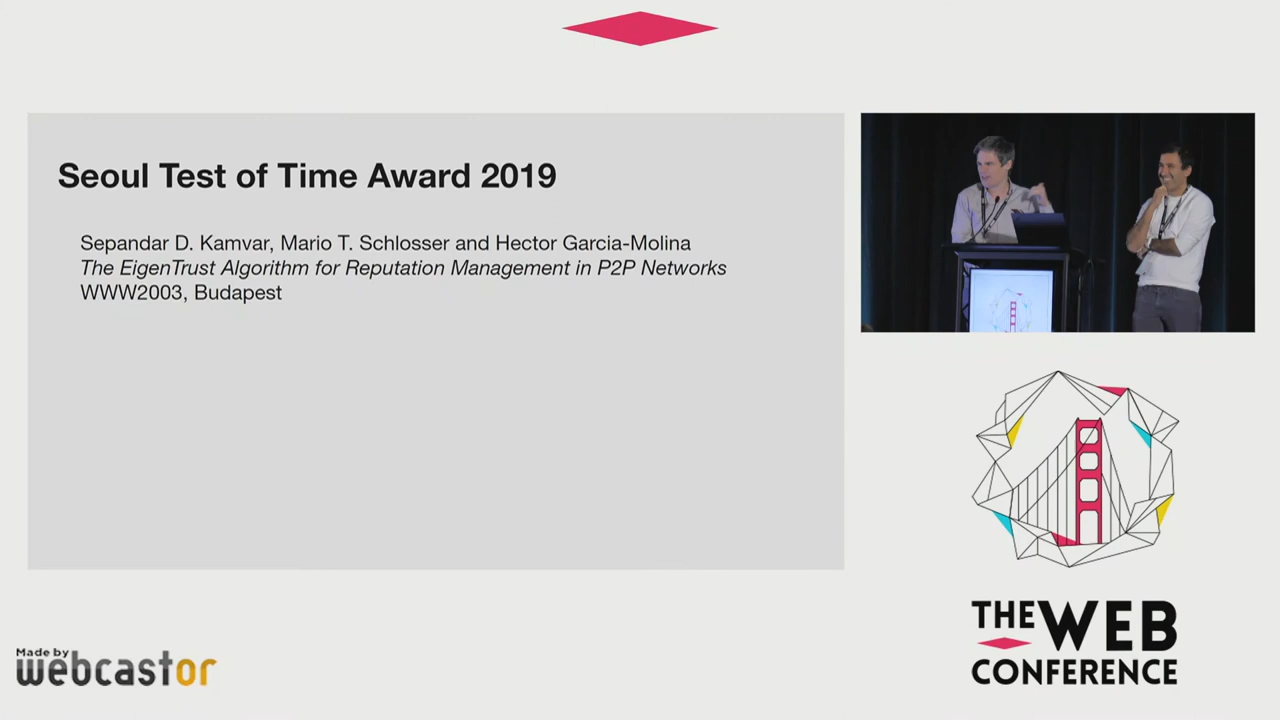 Seoul Test of Time Award 2019
Sepandar D. Kamvar, Mario T. Schlosser and Hector Garcia-Molina
The EigenTrust Algorithm for Reputation Management in P2P Networks
WWW2003, Budapest
THE WEB
CONFERENCE
Made by
webcastor